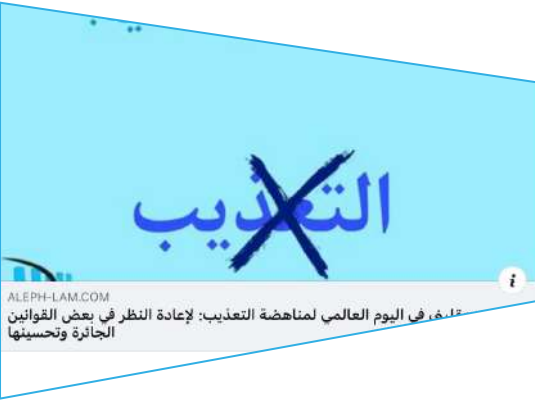 التعذيب
i
ALEPH-LAM.COM
في اليوم العالمي لمناهضة التعذيب: لإعادة النظر في بعض القوانين
الجائرة وتحسينها